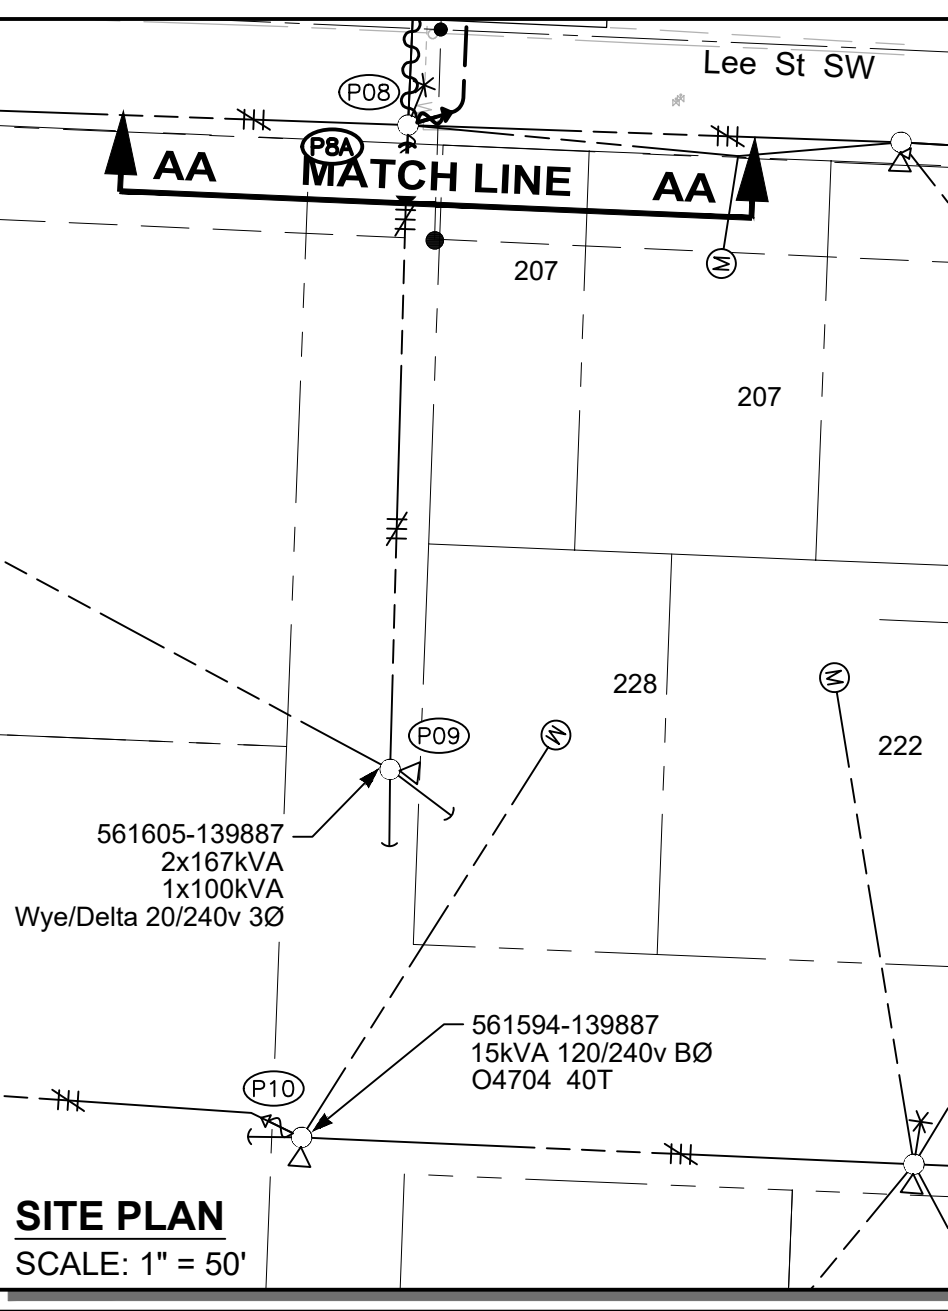 Lee St SW
P08
P8A
AA MATCH LINE AA
M
207
207
228
M
222
M
P09
561605-139887
2x167kVA
1x100kVA
Wye/Delta 20/240v 3Ø
561594-139887
15kVA 120/240v BØ
O4704 40T
P10
SITE PLAN
SCALE: 1" = 50'